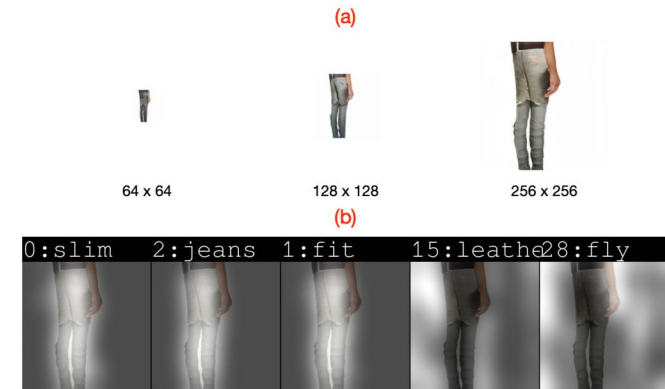 (a)
64 x 64 128 x 128 256 x 256
(b)
0:slim 2:jeans 1:fit 15:leathe28:fly